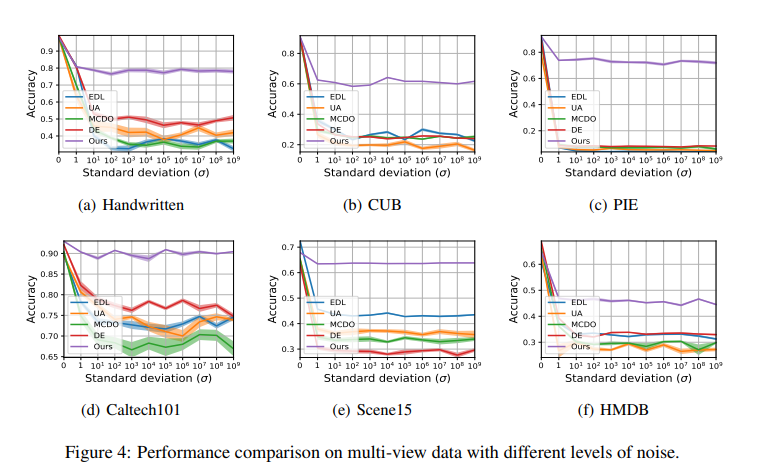 0.9
0.8
0.7
0.6
0.5
0.4
Accuracy
EDL
UA
MCDO
DE
Ours
0 1 10¹ 10² 10³ 10⁴ 10⁵ 10⁶ 10⁷ 10⁸ 10⁹
Standard deviation (σ)
(a) Handwritten
0.8
0.6
0.4
0.2
Accuracy
EDL
UA
MCDO
DE
Ours
0 1 10¹ 10² 10³ 10⁴ 10⁵ 10⁶ 10⁷ 10⁸ 10⁹
Standard deviation (σ)
(b) CUB
0.8
0.6
0.4
0.2
Accuracy
EDL
UA
MCDO
DE
Ours
0 1 10¹ 10² 10³ 10⁴ 10⁵ 10⁶ 10⁷ 10⁸ 10⁹
Standard deviation (σ)
(c) PIE
0.90
0.85
0.80
0.75
0.70
0.65
Accuracy
EDL
UA
MCDO
DE
Ours
0 1 10¹ 10² 10³ 10⁴ 10⁵ 10⁶ 10⁷ 10⁸ 10⁹
Standard deviation (σ)
(d) Caltech101
0.7
0.6
0.5
0.4
0.3
Accuracy
EDL
UA
MCDO
DE
Ours
0 1 10¹ 10² 10³ 10⁴ 10⁵ 10⁶ 10⁷ 10⁸ 10⁹
Standard deviation (σ)
(e) Scene15
0.6
0.5
0.4
0.3
Accuracy
EDL
UA
MCDO
DE
Ours
0 1 10¹ 10² 10³ 10⁴ 10⁵ 10⁶ 10⁷ 10⁸ 10⁹
Standard deviation (σ)
(f) HMDB
Figure 4: Performance comparison on multi-view data with different levels of noise.